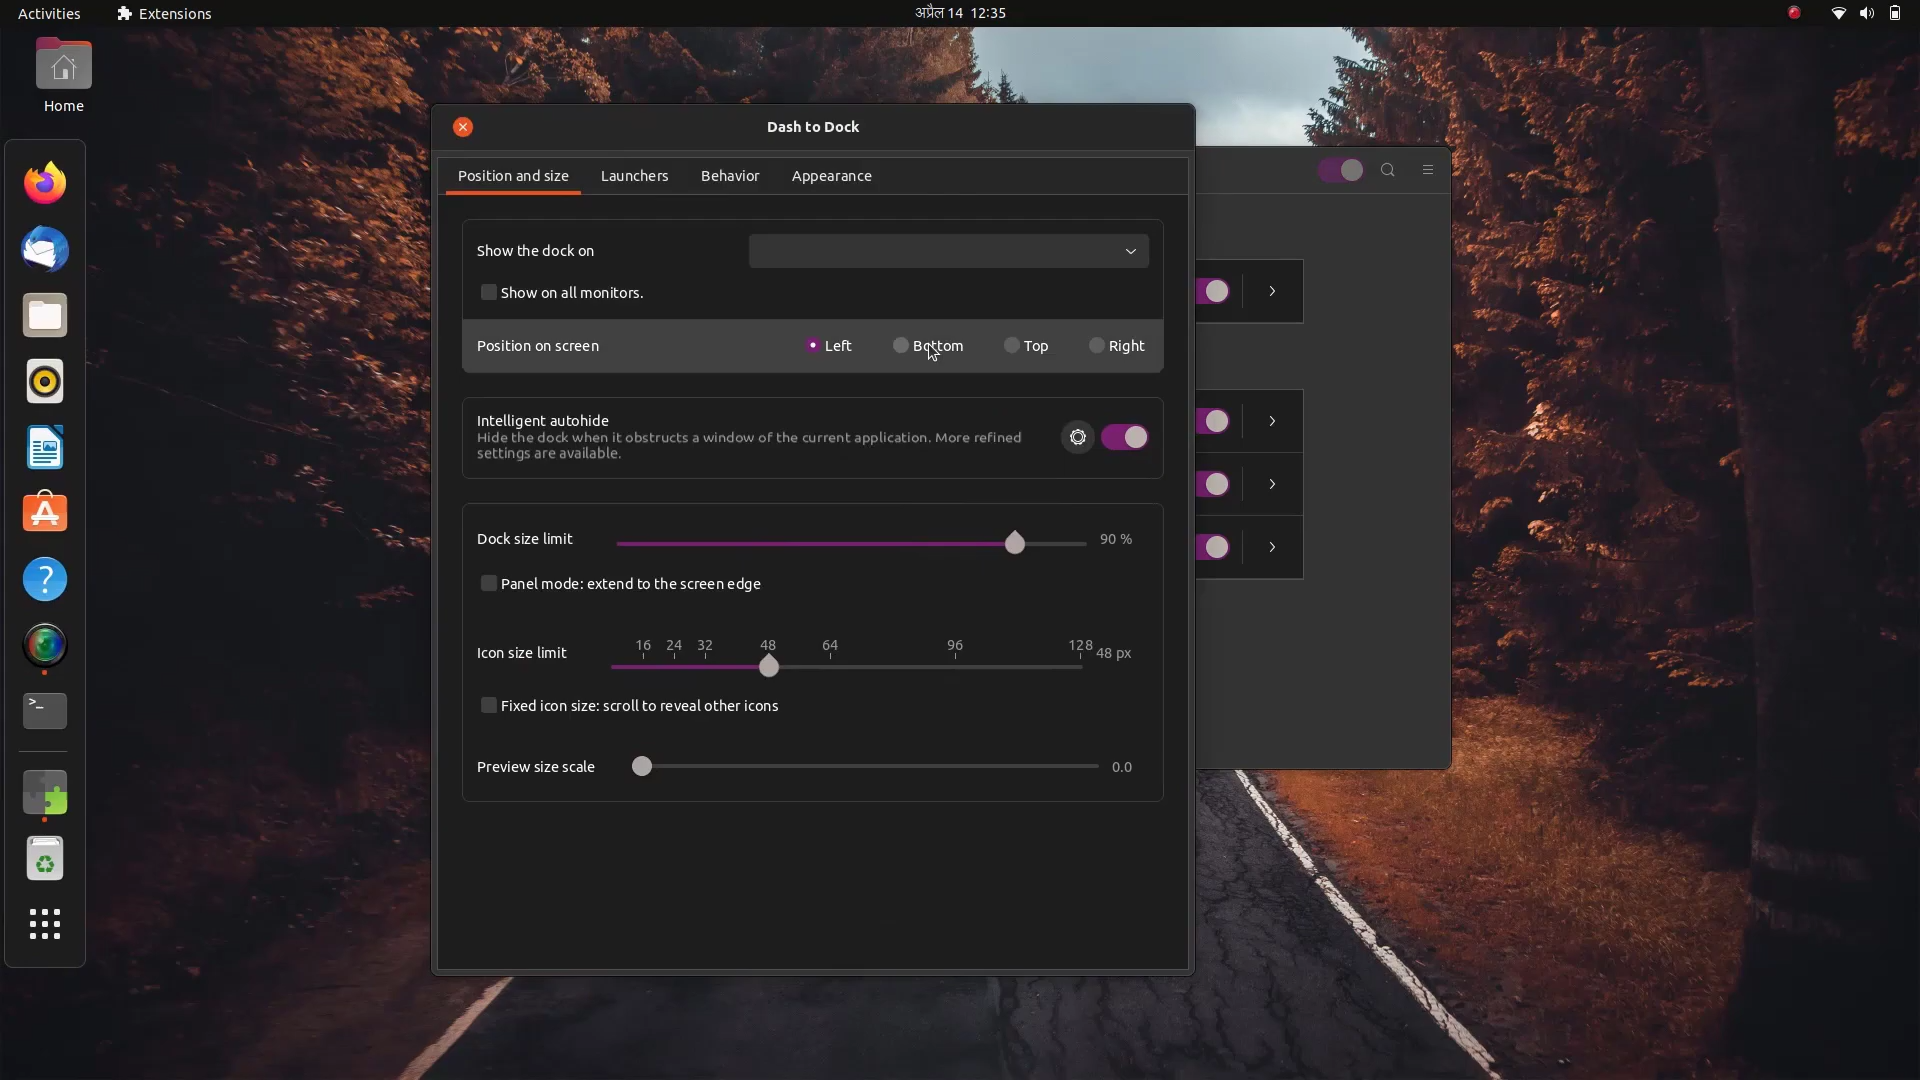 Activities
Extensions
अप्रैल 14 12:35
Home
Dash to Dock
Position and size
Launchers
Behavior
Appearance
Show the dock on
Show on all monitors.
Position on screen
Left
Bottom
Top
Right
Intelligent autohide
Hide the dock when it obstructs a window of the current application. More refined
settings are available.
Dock size limit
90 %
Panel mode: extend to the screen edge
16 24 32 48 64 96 128
Icon size limit
48 px
Fixed icon size: scroll to reveal other icons
Preview size scale
0.0